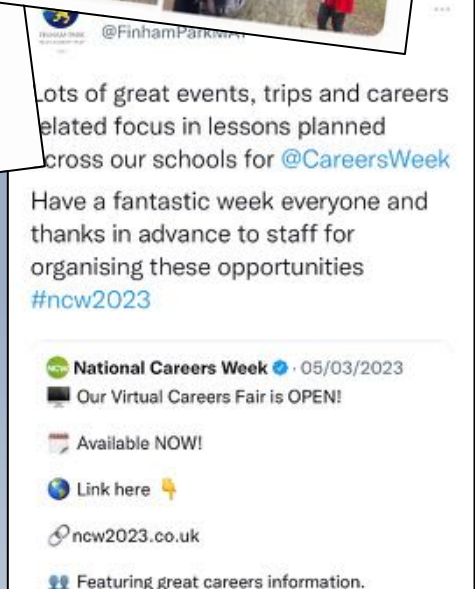 @FinhamParkMAT
Lots of great events, trips and careers
related focus in lessons planned
across our schools for @CareersWeek
Have a fantastic week everyone and
thanks in advance to staff for
organising these opportunities
#ncw2023
NCW National Careers Week · 05/03/2023
Our Virtual Careers Fair is OPEN!
Available NOW!
Link here
ncw2023.co.uk
Featuring great careers information.